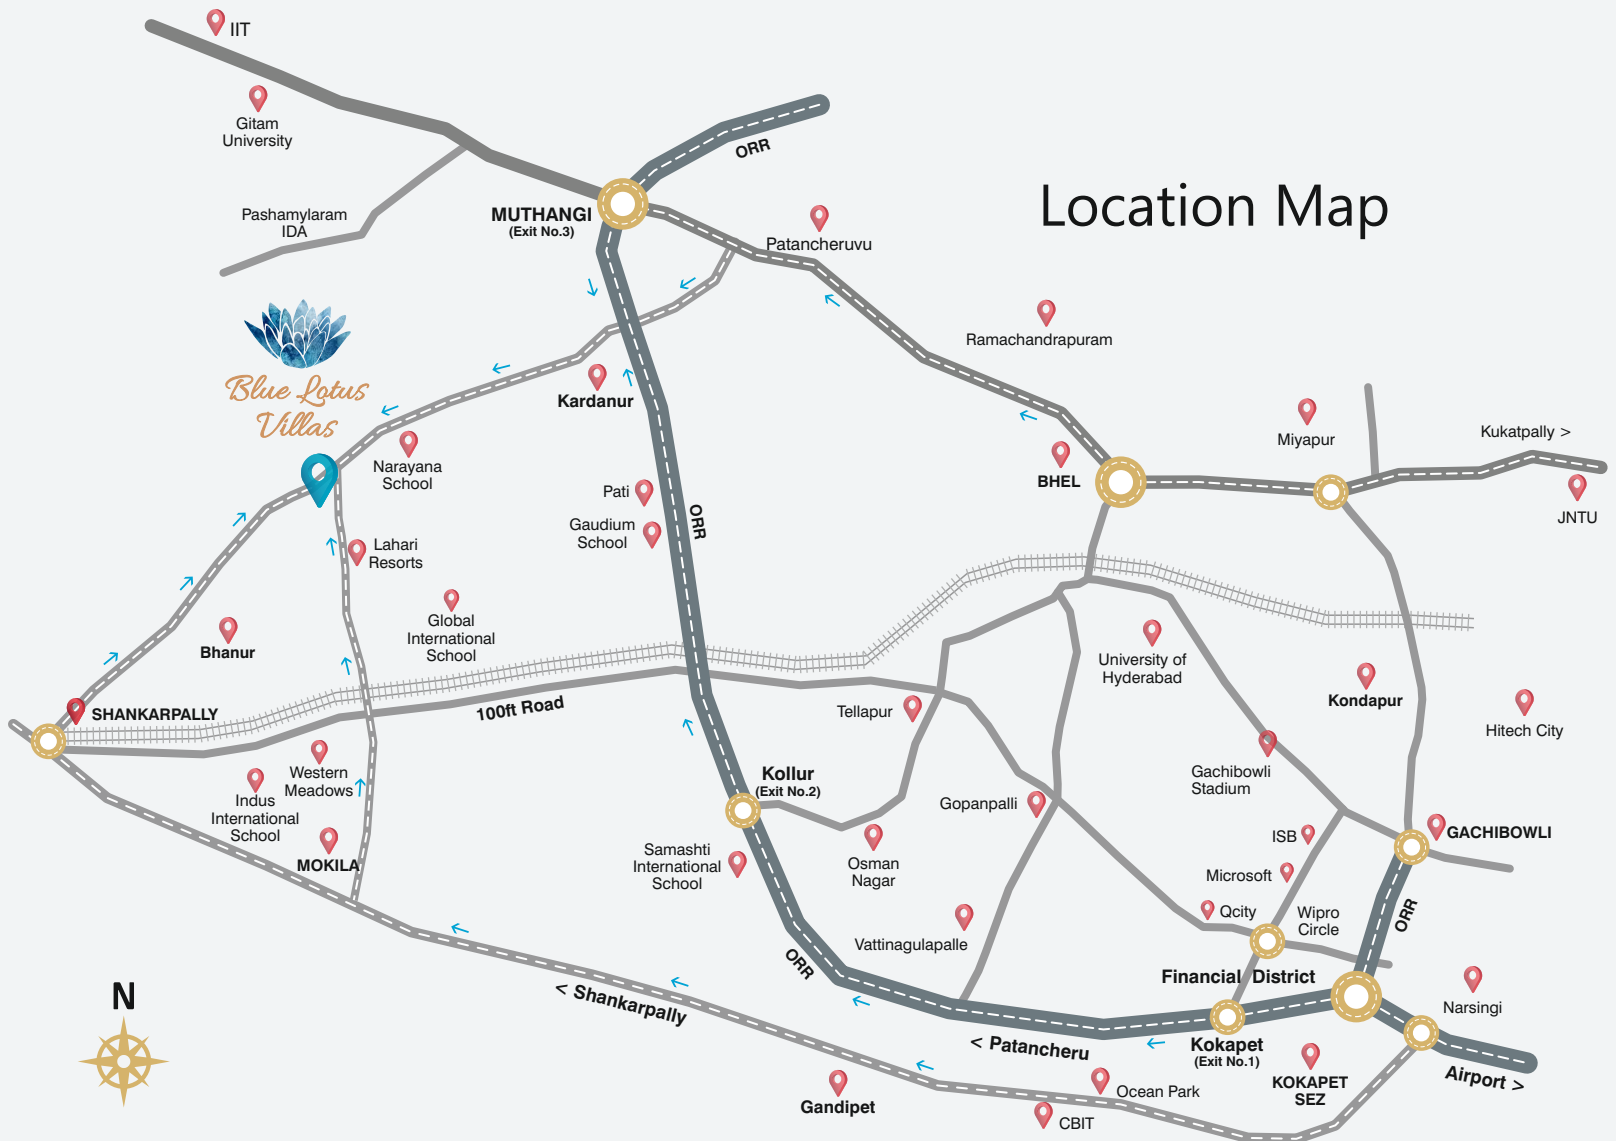 IIT
Gitam
University
ORR
Pashamylaram
IDA
MUTHANGI
(Exit No.3)
Patancheruvu
Location Map
Ramachandrapuram
Blue Lotus
Villas
Kardanur
Narayana
School
Miyapur
Kukatpally >
BHEL
JNTU
Pati
Gaudium
School
ORR
Lahari
Resorts
Global
International
School
Bhanur
University of
Hyderabad
Kondapur
Hitech City
SHANKARPALLY
100ft Road
Tellapur
Western
Meadows
Indus
International
School
MOKILA
Kollur
(Exit No.2)
Gopanpalli
Gachibowli
Stadium
ISB
GACHIBOWLI
Samashti
International
School
Osman
Nagar
Microsoft
Qcity
Wipro
Circle
ORR
Vattinagulapalle
ORR
Financial District
Narsingi
< Shankarpally
< Patancheru
Kokapet
(Exit No.1)
KOKAPET
SEZ
Airport >
N
Gandipet
Ocean Park
CBIT